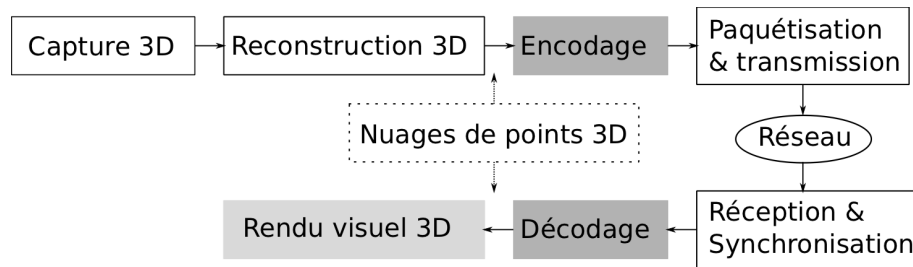 Capture 3D
Reconstruction 3D
Encodage
Paquétisation
& transmission
Nuages de points 3D
Réseau
Rendu visuel 3D
Décodage
Réception &
Synchronisation